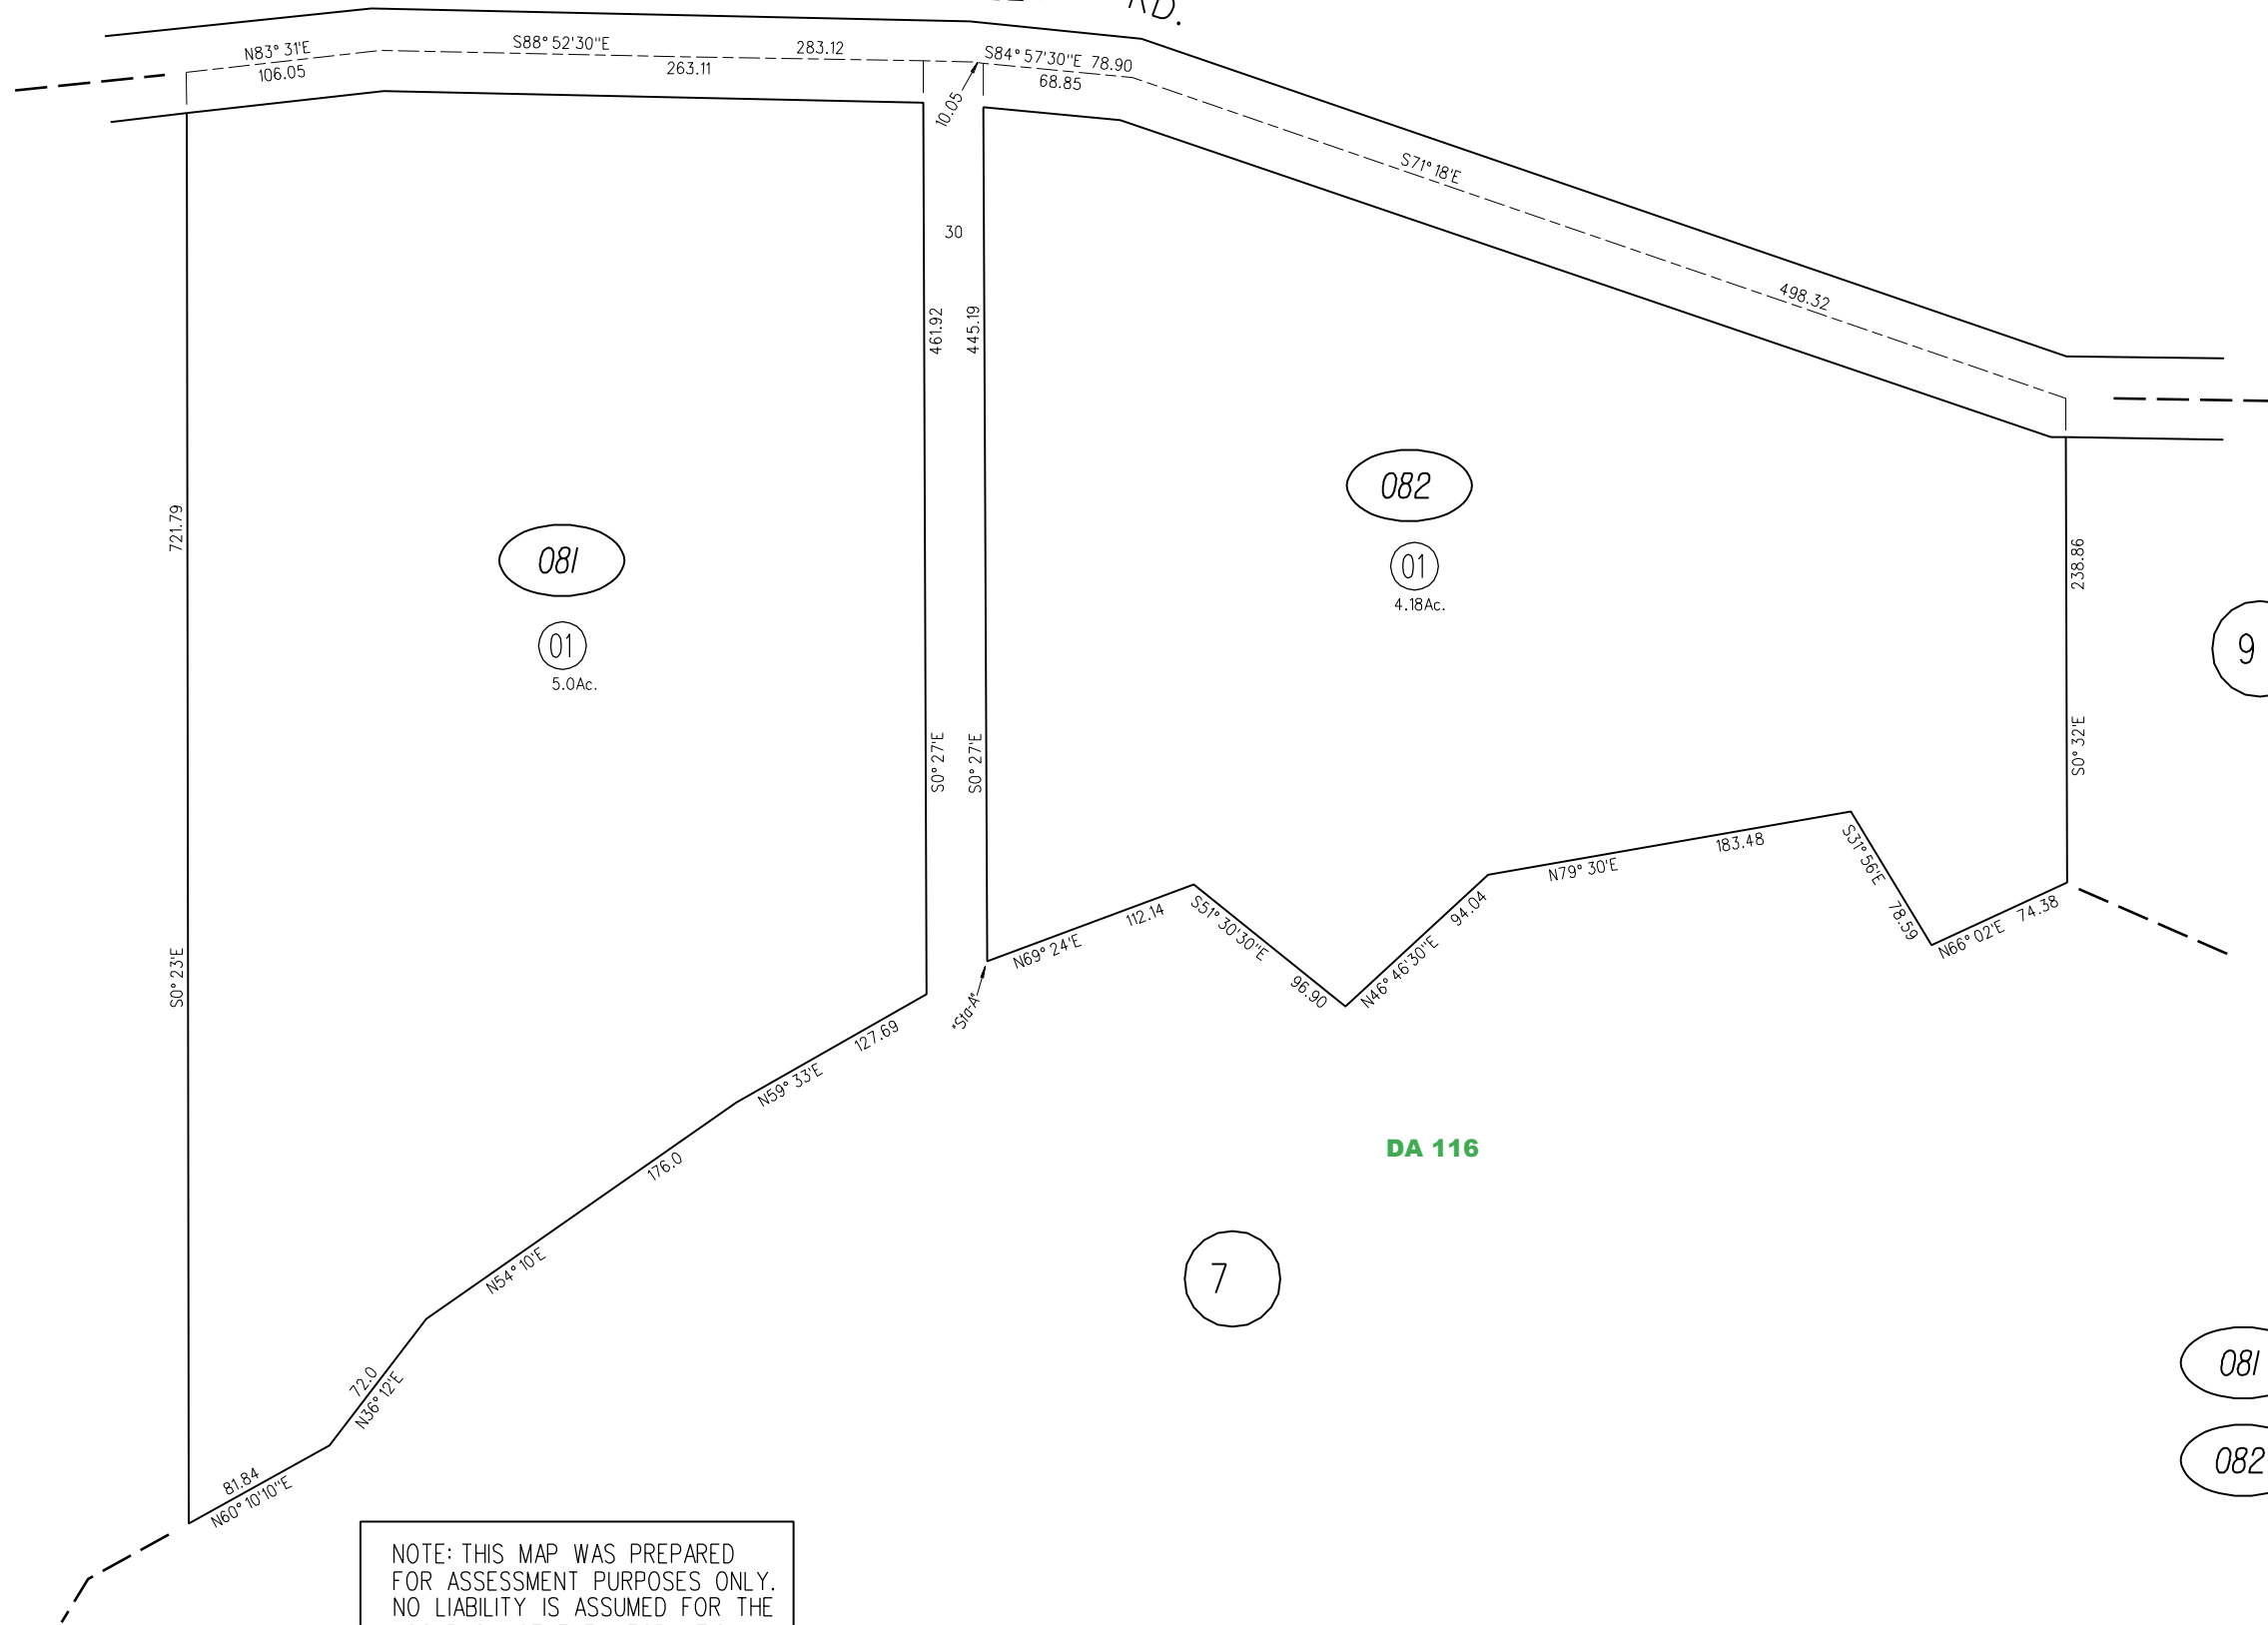 RD.
N83° 31'E
106.05
S88° 52'30"E
283.12
263.11
S84° 57'30"E 78.90
68.85
10.05
S71° 18'E
498.32
30
461.92
445.19
721.79
S0° 23'E
S0° 27'E
S0° 27'E
081
01
5.0Ac.
082
01
4.18Ac.
238.86
S0° 32'E
9
N69° 24'E
112.14
S51° 30'30"E
96.90
N46° 46'30"E
94.04
N79° 30'E
183.48
S31° 56'E
78.59
N66° 02'E
74.38
"Sta-A"
127.69
N59° 33'E
176.0
N54° 10'E
72.0
N36° 12'E
81.84
N60° 10'10"E
DA 116
7
081
082
NOTE: THIS MAP WAS PREPARED
FOR ASSESSMENT PURPOSES ONLY.
NO LIABILITY IS ASSUMED FOR THE